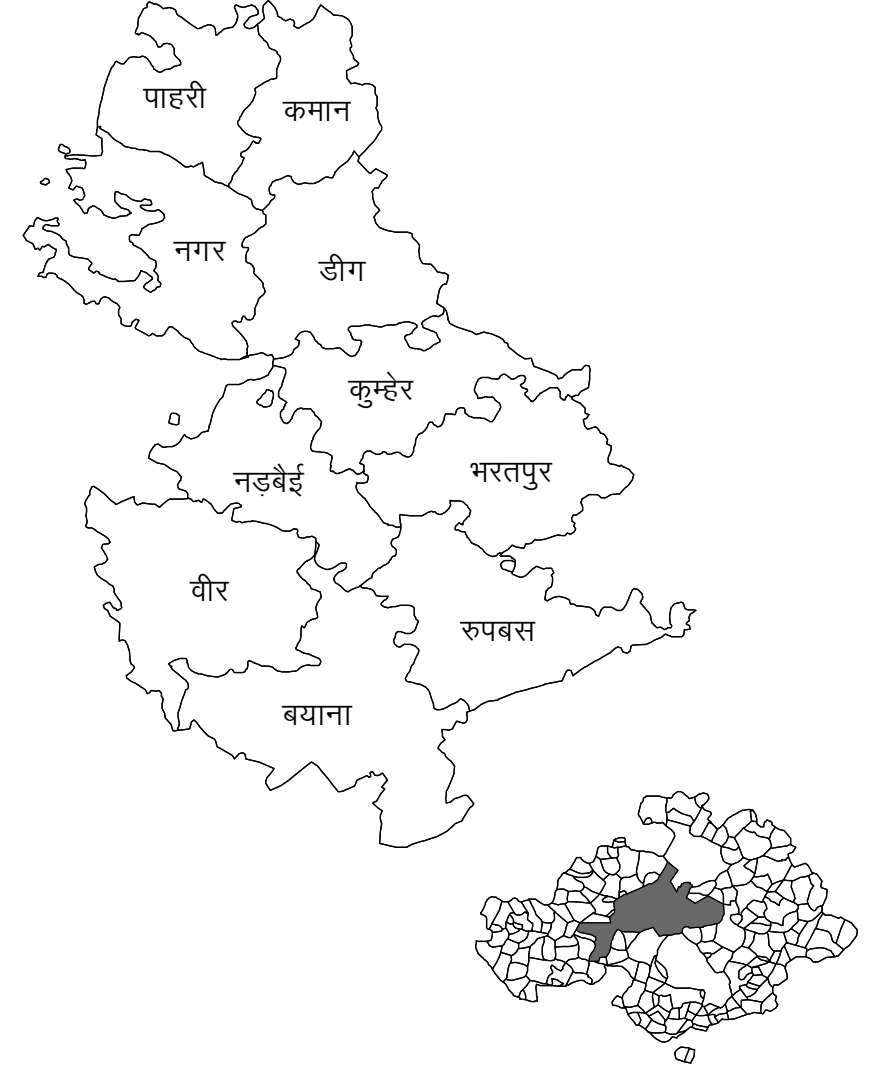 पाहरी
कमान
नगर
डीग
कुम्हेर
भरतपुर
नड़बैई
वीर
रुपबस
बयाना